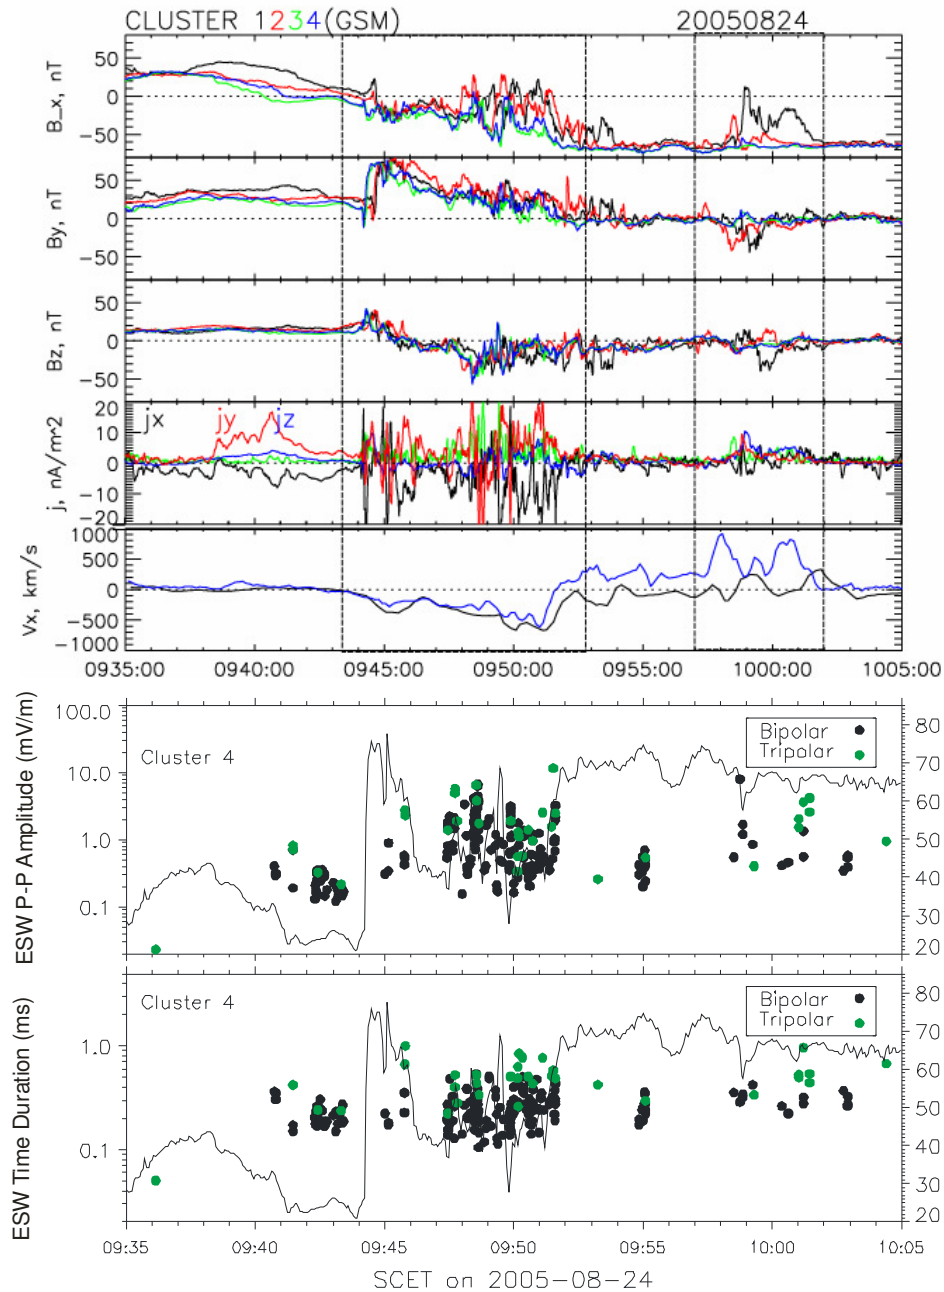 CLUSTER 1234(GSM) 20050824
B_x, nT
50
0
−50
By, nT
50
0
−50
Bz, nT
50
0
−50
j, nA/m2
20
10
0
−10
−20
jx jy jz
Vx, km/s
1000
500
0
−500
−1000
0935:00 0940:00 0945:00 0950:00 0955:00 1000:00 1005:00
ESW P-P Amplitude (mV/m)
100.0
10.0
1.0
0.1
Cluster 4
Bipolar
Tripolar
80
70
60
50
40
30
20
ESW Time Duration (ms)
1.0
0.1
Cluster 4
Bipolar
Tripolar
80
70
60
50
40
30
20
09:35 09:40 09:45 09:50 09:55 10:00 10:05
SCET on 2005−08−24